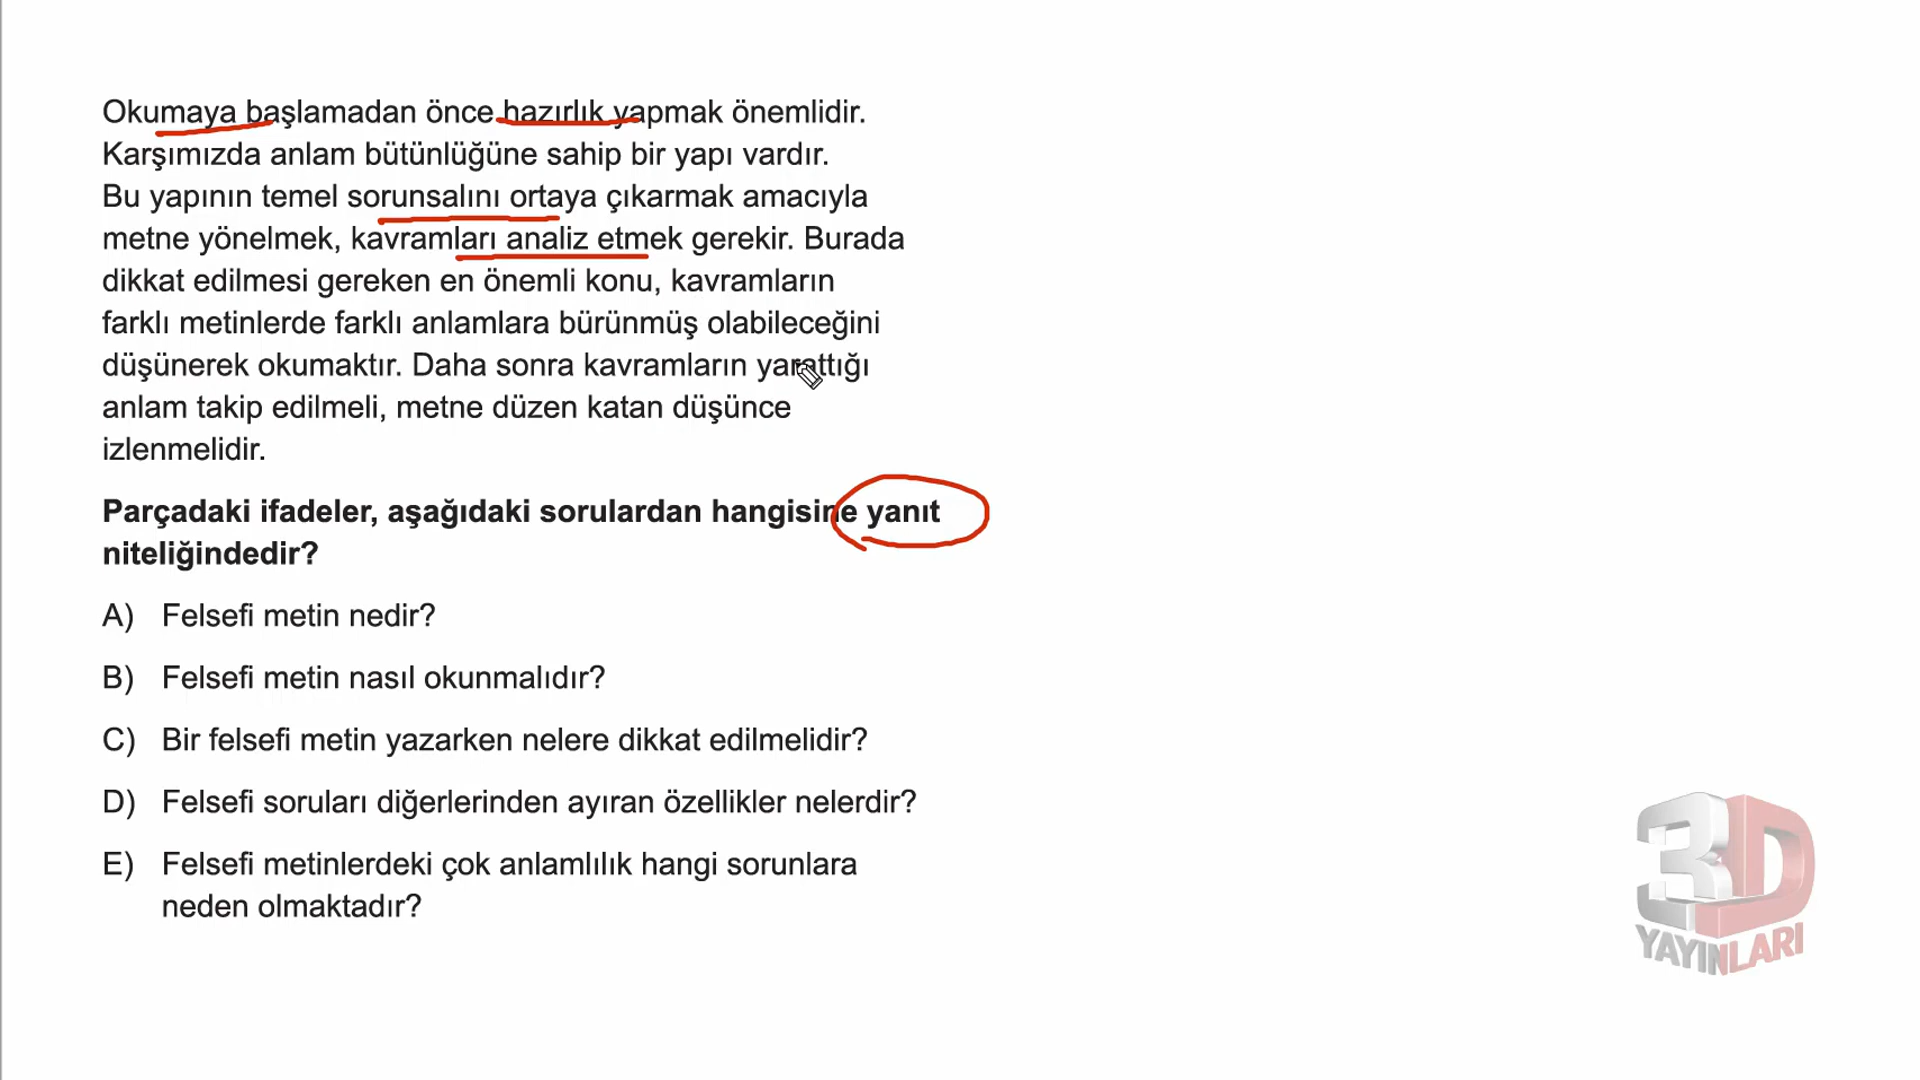 Okumaya başlamadan önce hazırlık yapmak önemlidir.
Karşımızda anlam bütünlüğüne sahip bir yapı vardır.
Bu yapının temel sorunsalını ortaya çıkarmak amacıyla
metne yönelmek, kavramları analiz etmek gerekir. Burada
dikkat edilmesi gereken en önemli konu, kavramların
farklı metinlerde farklı anlamlara bürünmüş olabileceğini
düşünerek okumaktır. Daha sonra kavramların yarattığı
anlam takip edilmeli, metne düzen katan düşünce
izlenmelidir.
Parçadaki ifadeler, aşağıdaki sorulardan hangisine yanıt
niteliğindedir?
A) Felsefi metin nedir?
B) Felsefi metin nasıl okunmalıdır?
C) Bir felsefi metin yazarken nelere dikkat edilmelidir?
D) Felsefi soruları diğerlerinden ayıran özellikler nelerdir?
E) Felsefi metinlerdeki çok anlamlılık hangi sorunlara
neden olmaktadır?
3D
YAYINLARI